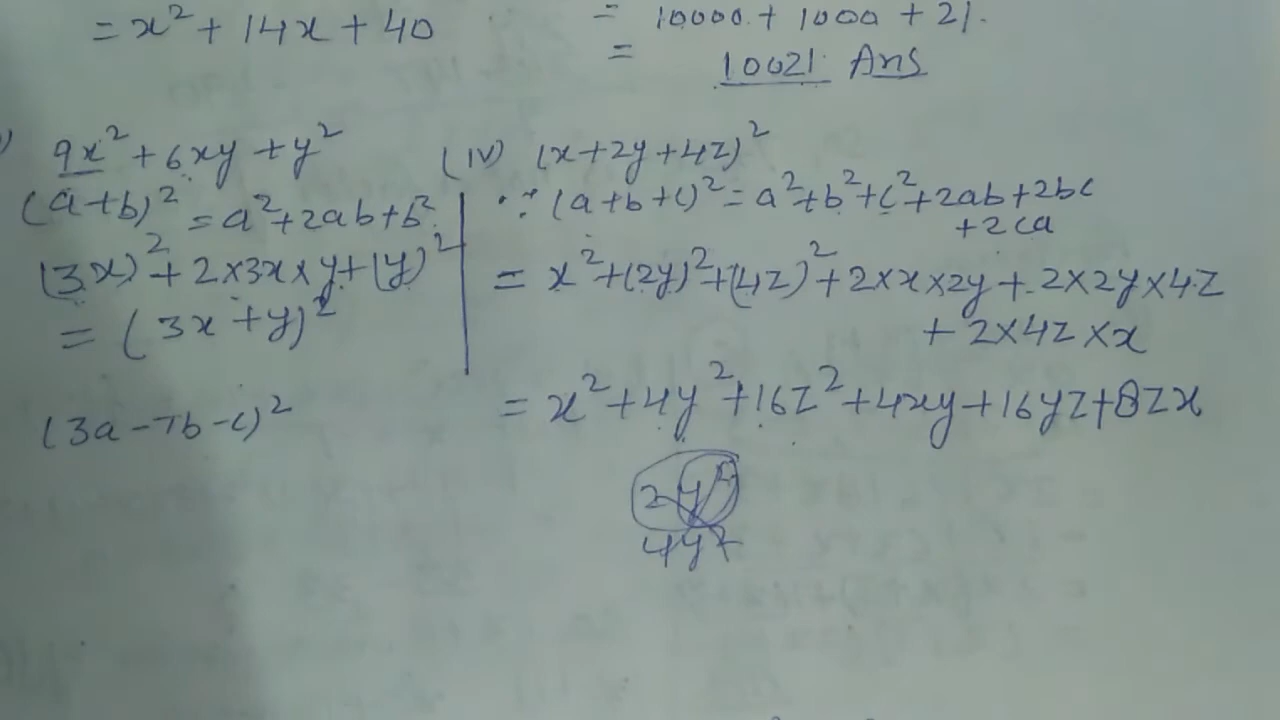 = x² + 14x + 40
= 10000 + 1000 + 21.
= 10021 Ans
9x² + 6xy + y²
(a+b)² = a² + 2ab + b²
(3x)² + 2×3x×y + (y)²
= (3x + y)²
(3a - 7b - c)²
(IV) (x + 2y + 4z)²
∵ (a + b + c)² = a² + b² + c² + 2ab + 2bc
+ 2ca
= x² + (2y)² + (4z)² + 2×x×2y + 2×2y×4z
+ 2×4z×x
= x² + 4y² + 16z² + 4xy + 16yz + 8zx